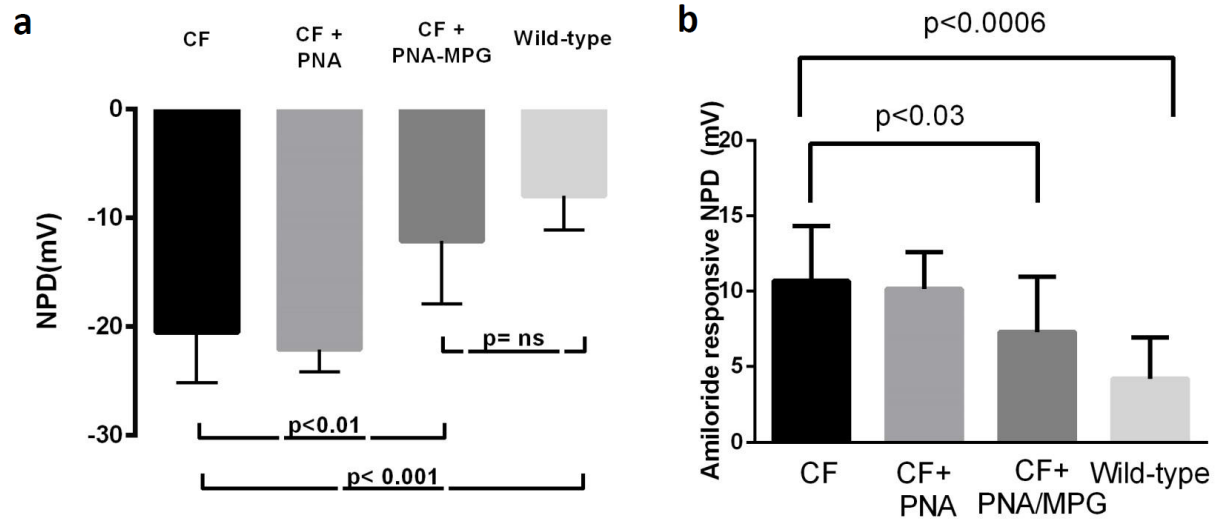 a
CF
CF +
PNA
CF +
PNA-MPG
Wild-type
NPD(mV)
0
-10
-20
-30
p= ns
p<0.01
p< 0.001
b
p<0.0006
p<0.03
Amiloride responsive NPD (mV)
20
15
10
5
0
CF
CF+
PNA
CF+
PNA/MPG
Wild-type